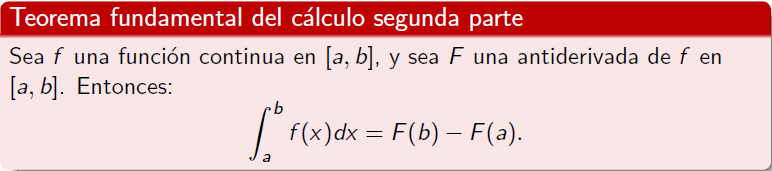 Teorema fundamental del cálculo segunda parte
Sea f una función continua en [a, b], y sea F una antiderivada de f en
[a, b]. Entonces:
∫_a^b f(x)dx = F(b) − F(a).